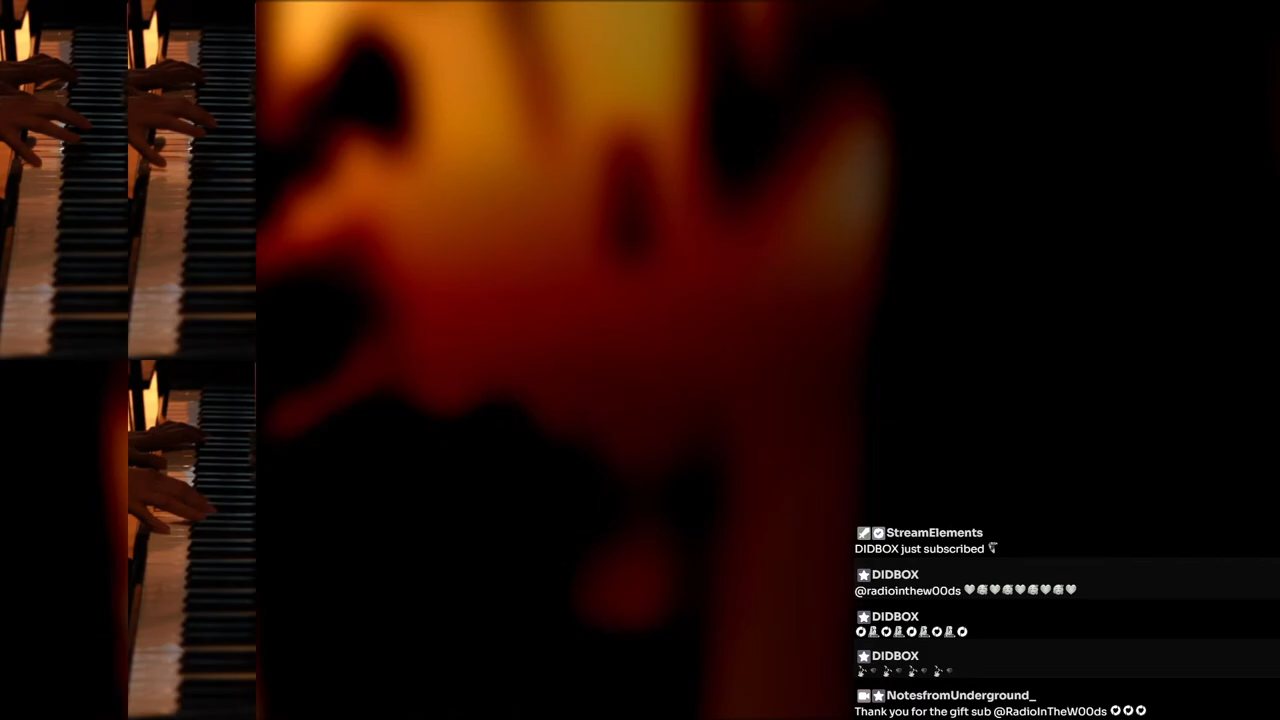 StreamElements
DIDBOX just subscribed
DIDBOX
@radiointhew00ds
DIDBOX
DIDBOX
NotesfromUnderground_
Thank you for the gift sub @RadioInTheW00ds